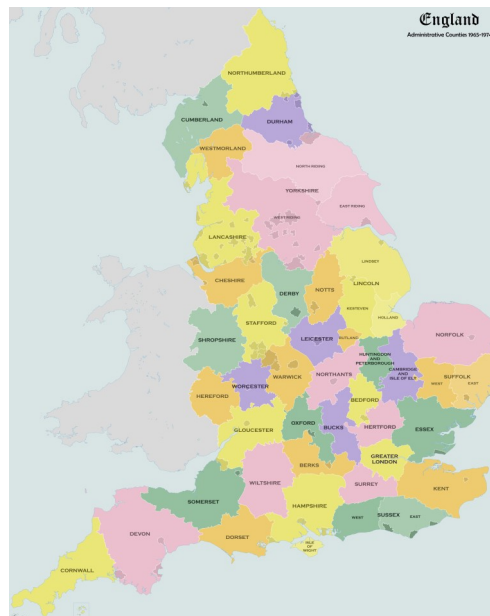 England
Administrative Counties 1965-1974
NORTHUMBERLAND
CUMBERLAND
DURHAM
WESTMORLAND
NORTH RIDING
YORKSHIRE
EAST RIDING
WEST RIDING
LANCASHIRE
LINDSEY
CHESHIRE
DERBY
NOTTS
LINCOLN
KESTEVEN
HOLLAND
STAFFORD
SHROPSHIRE
LEICESTER
RUTLAND
NORFOLK
HUNTINGDON
AND
PETERBOROUGH
CAMBRIDGE
AND
ISLE OF ELY
WORCESTER
WARWICK
NORTHANTS
WEST
SUFFOLK
EAST
HEREFORD
BEDFORD
GLOUCESTER
OXFORD
BUCKS
HERTFORD
ESSEX
GREATER
LONDON
BERKS
WILTSHIRE
SURREY
KENT
SOMERSET
HAMPSHIRE
WEST
SUSSEX
EAST
DEVON
DORSET
ISLE
OF
WIGHT
CORNWALL